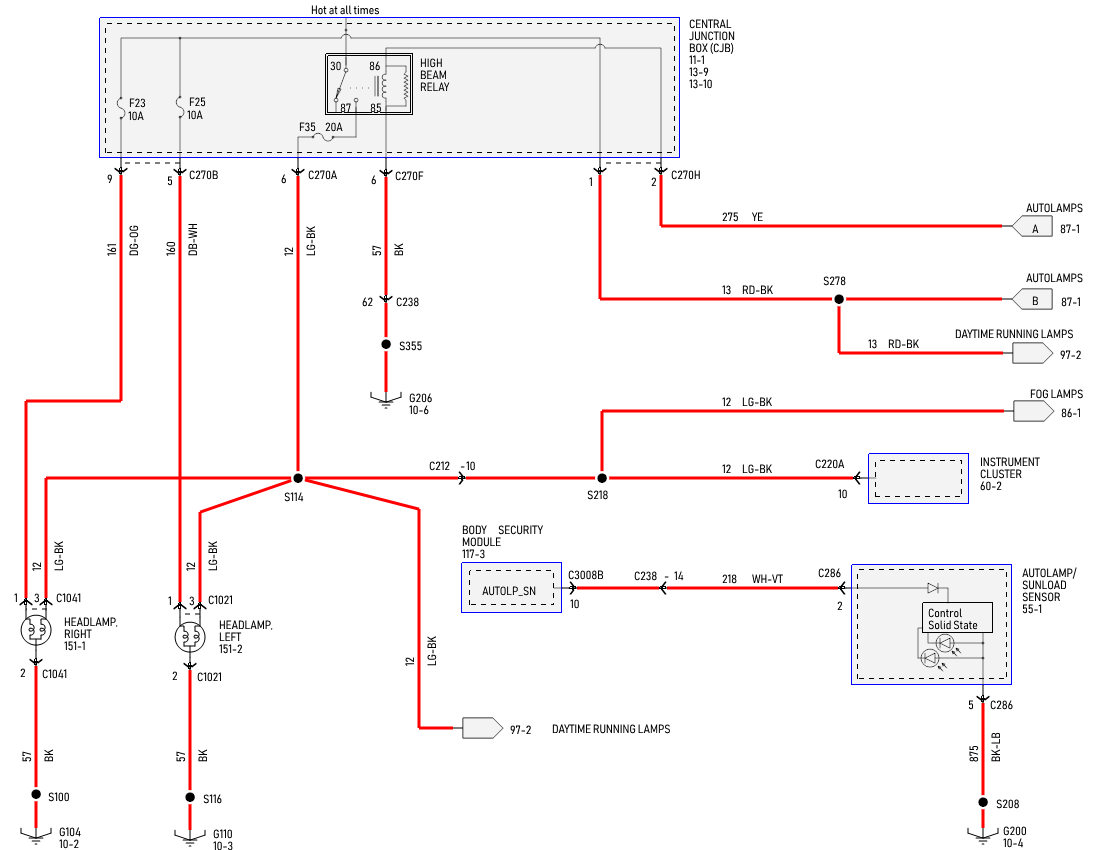 Hot at all times
CENTRAL
JUNCTION
BOX (CJB)
11-1
13-9
13-10
30
86
87
85
HIGH
BEAM
RELAY
F23
10A
F25
10A
F35 20A
9
5
C270B
6
C270A
6
C270F
1
2
C270H
161
DG-OG
160
DB-WH
12
LG-BK
57
BK
275 YE
AUTOLAMPS
A
87-1
62
C238
S355
G206
10-6
13 RD-BK
S278
AUTOLAMPS
B
87-1
13 RD-BK
DAYTIME RUNNING LAMPS
97-2
12 LG-BK
FOG LAMPS
86-1
S114
C212
-10
S218
12 LG-BK
C220A
10
INSTRUMENT
CLUSTER
60-2
BODY SECURITY
MODULE
117-3
AUTOLP_SN
C3008B
10
C238
- 14
218 WH-VT
C286
2
AUTOLAMP/
SUNLOAD
SENSOR
55-1
Control
Solid State
5
C286
875
BK-LB
S208
G200
10-4
12
LG-BK
12
LG-BK
1
3
C1041
HEADLAMP,
RIGHT
151-1
2
C1041
57
BK
S100
G104
10-2
1
3
C1021
HEADLAMP,
LEFT
151-2
2
C1021
57
BK
S116
G110
10-3
12
LG-BK
97-2 DAYTIME RUNNING LAMPS